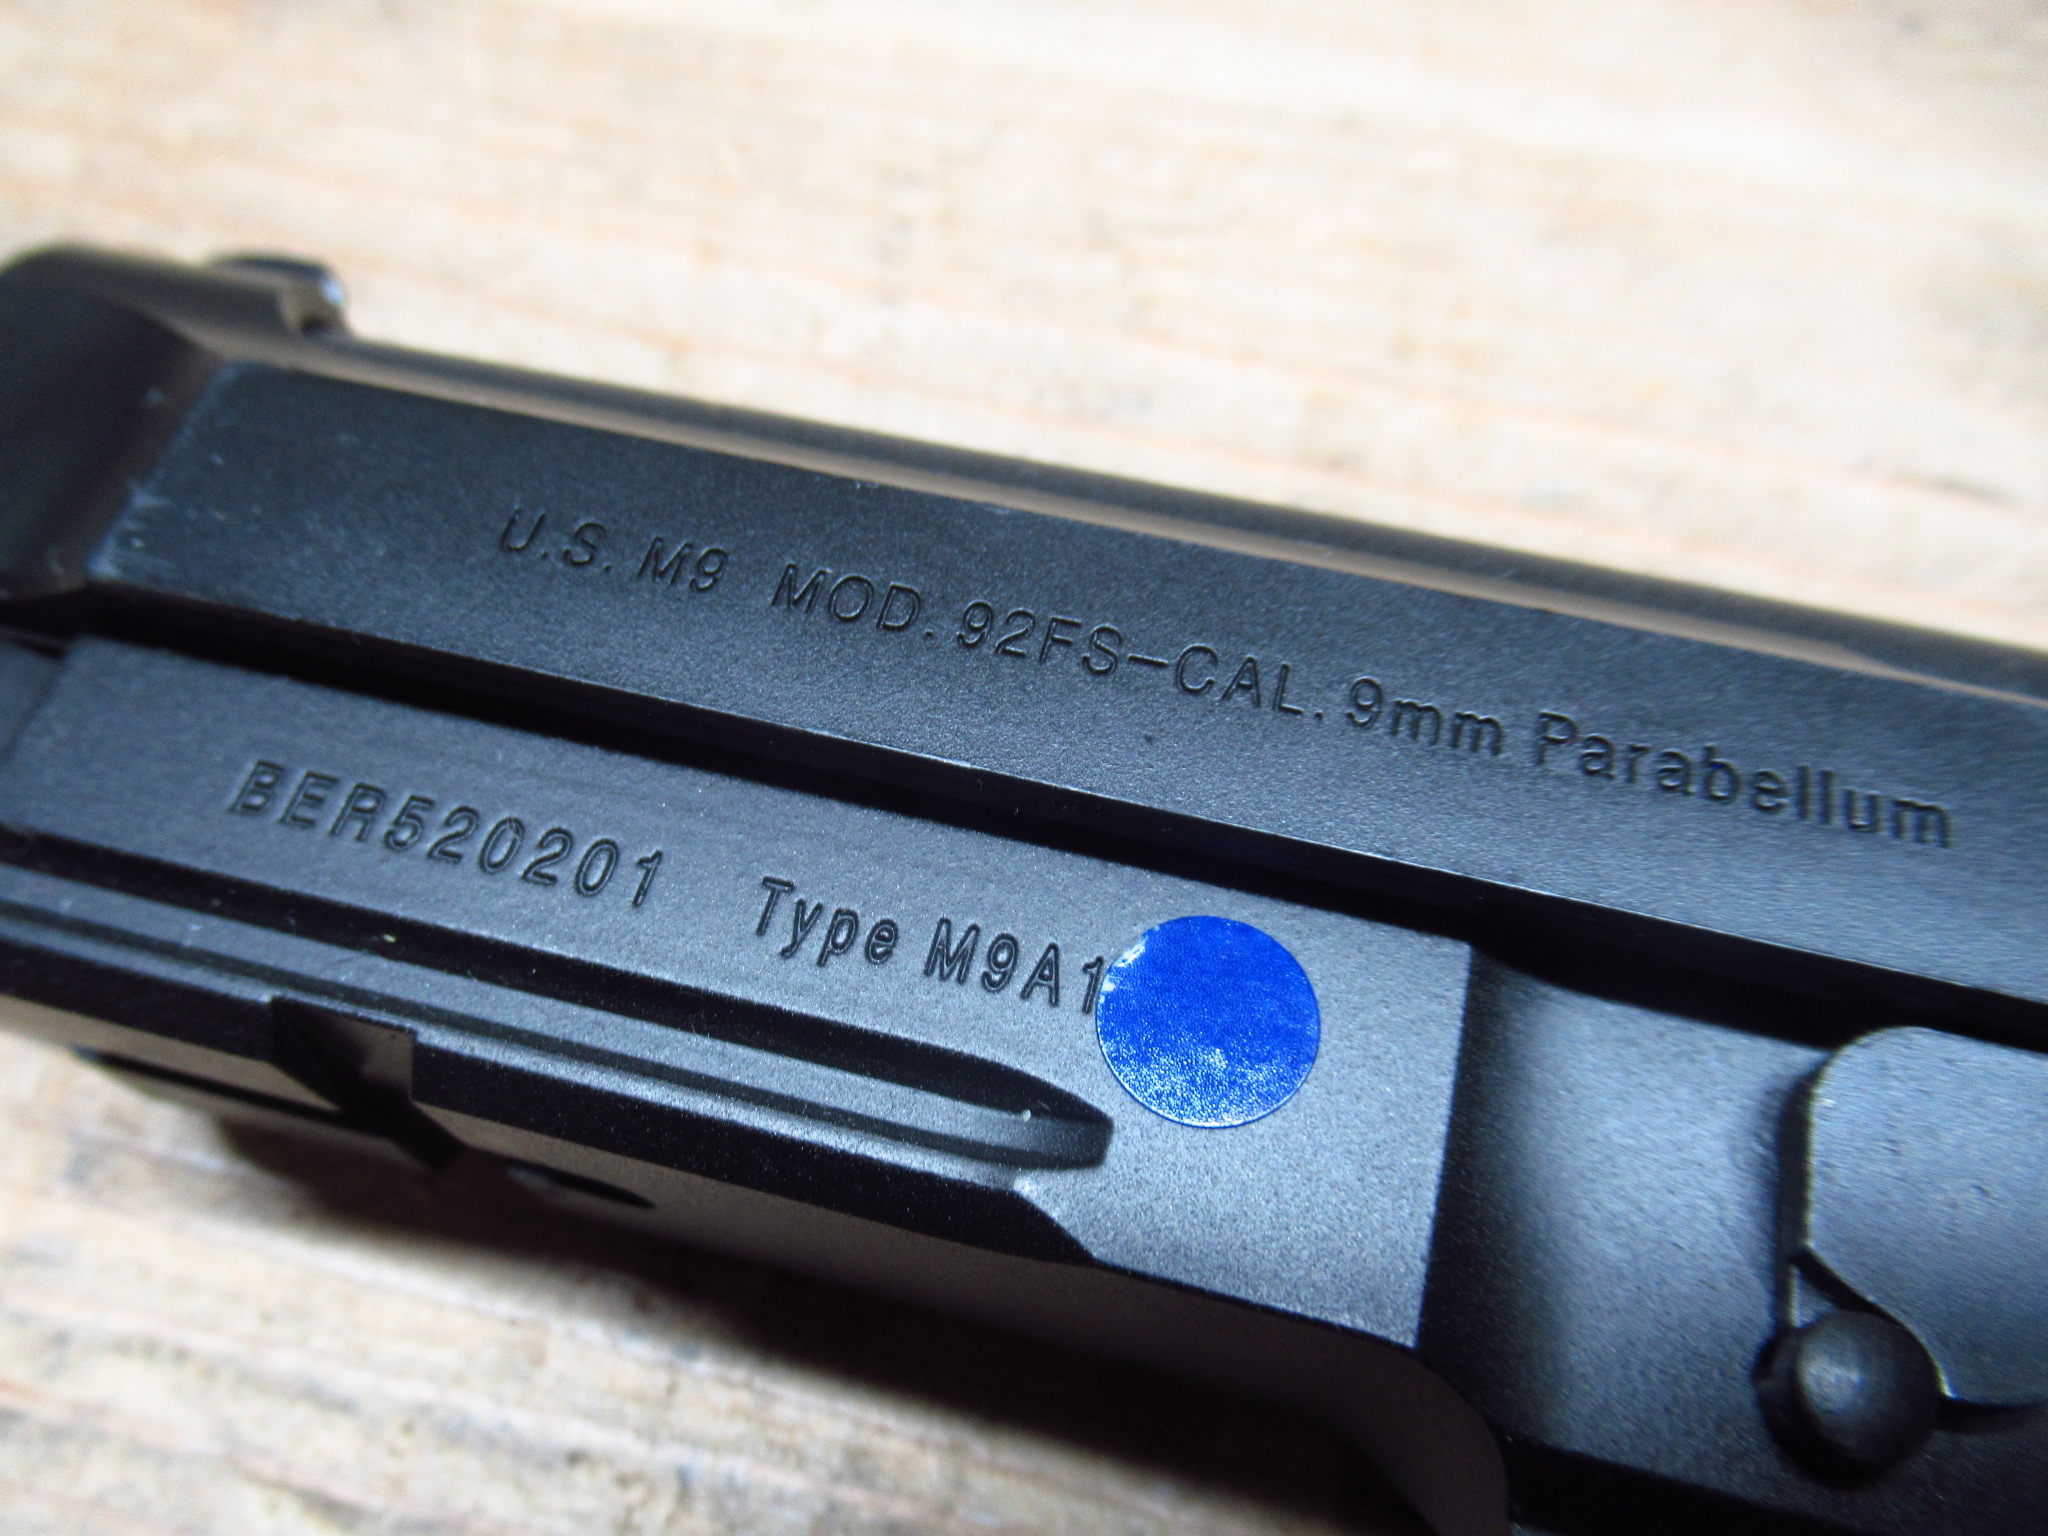 U.S. M9 MOD. 92FS-CAL. 9mm Parabellum
BER520201 Type M9A1